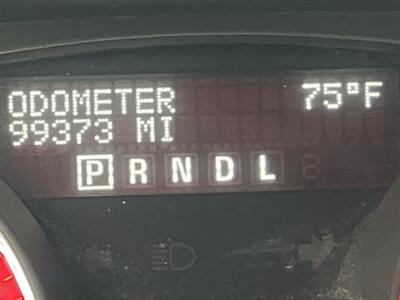 ODOMETER 75°F
99373 MI
P R N D L